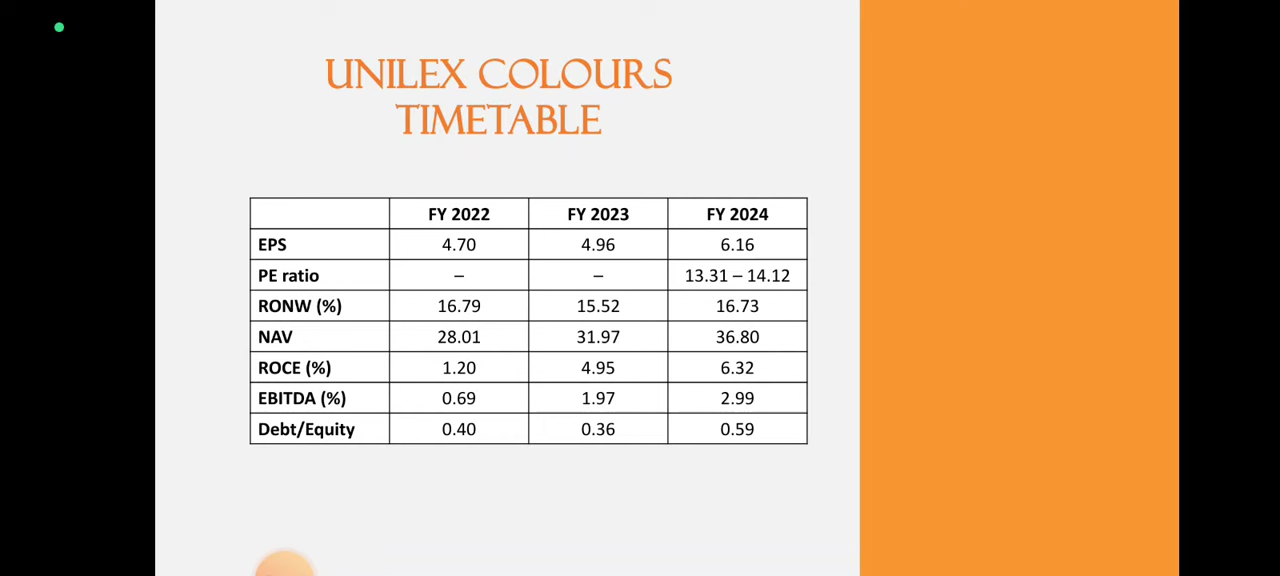 UNILEX COLOURS
TIMETABLE
FY 2022 FY 2023 FY 2024
EPS 4.70 4.96 6.16
PE ratio – – 13.31 – 14.12
RONW (%) 16.79 15.52 16.73
NAV 28.01 31.97 36.80
ROCE (%) 1.20 4.95 6.32
EBITDA (%) 0.69 1.97 2.99
Debt/Equity 0.40 0.36 0.59